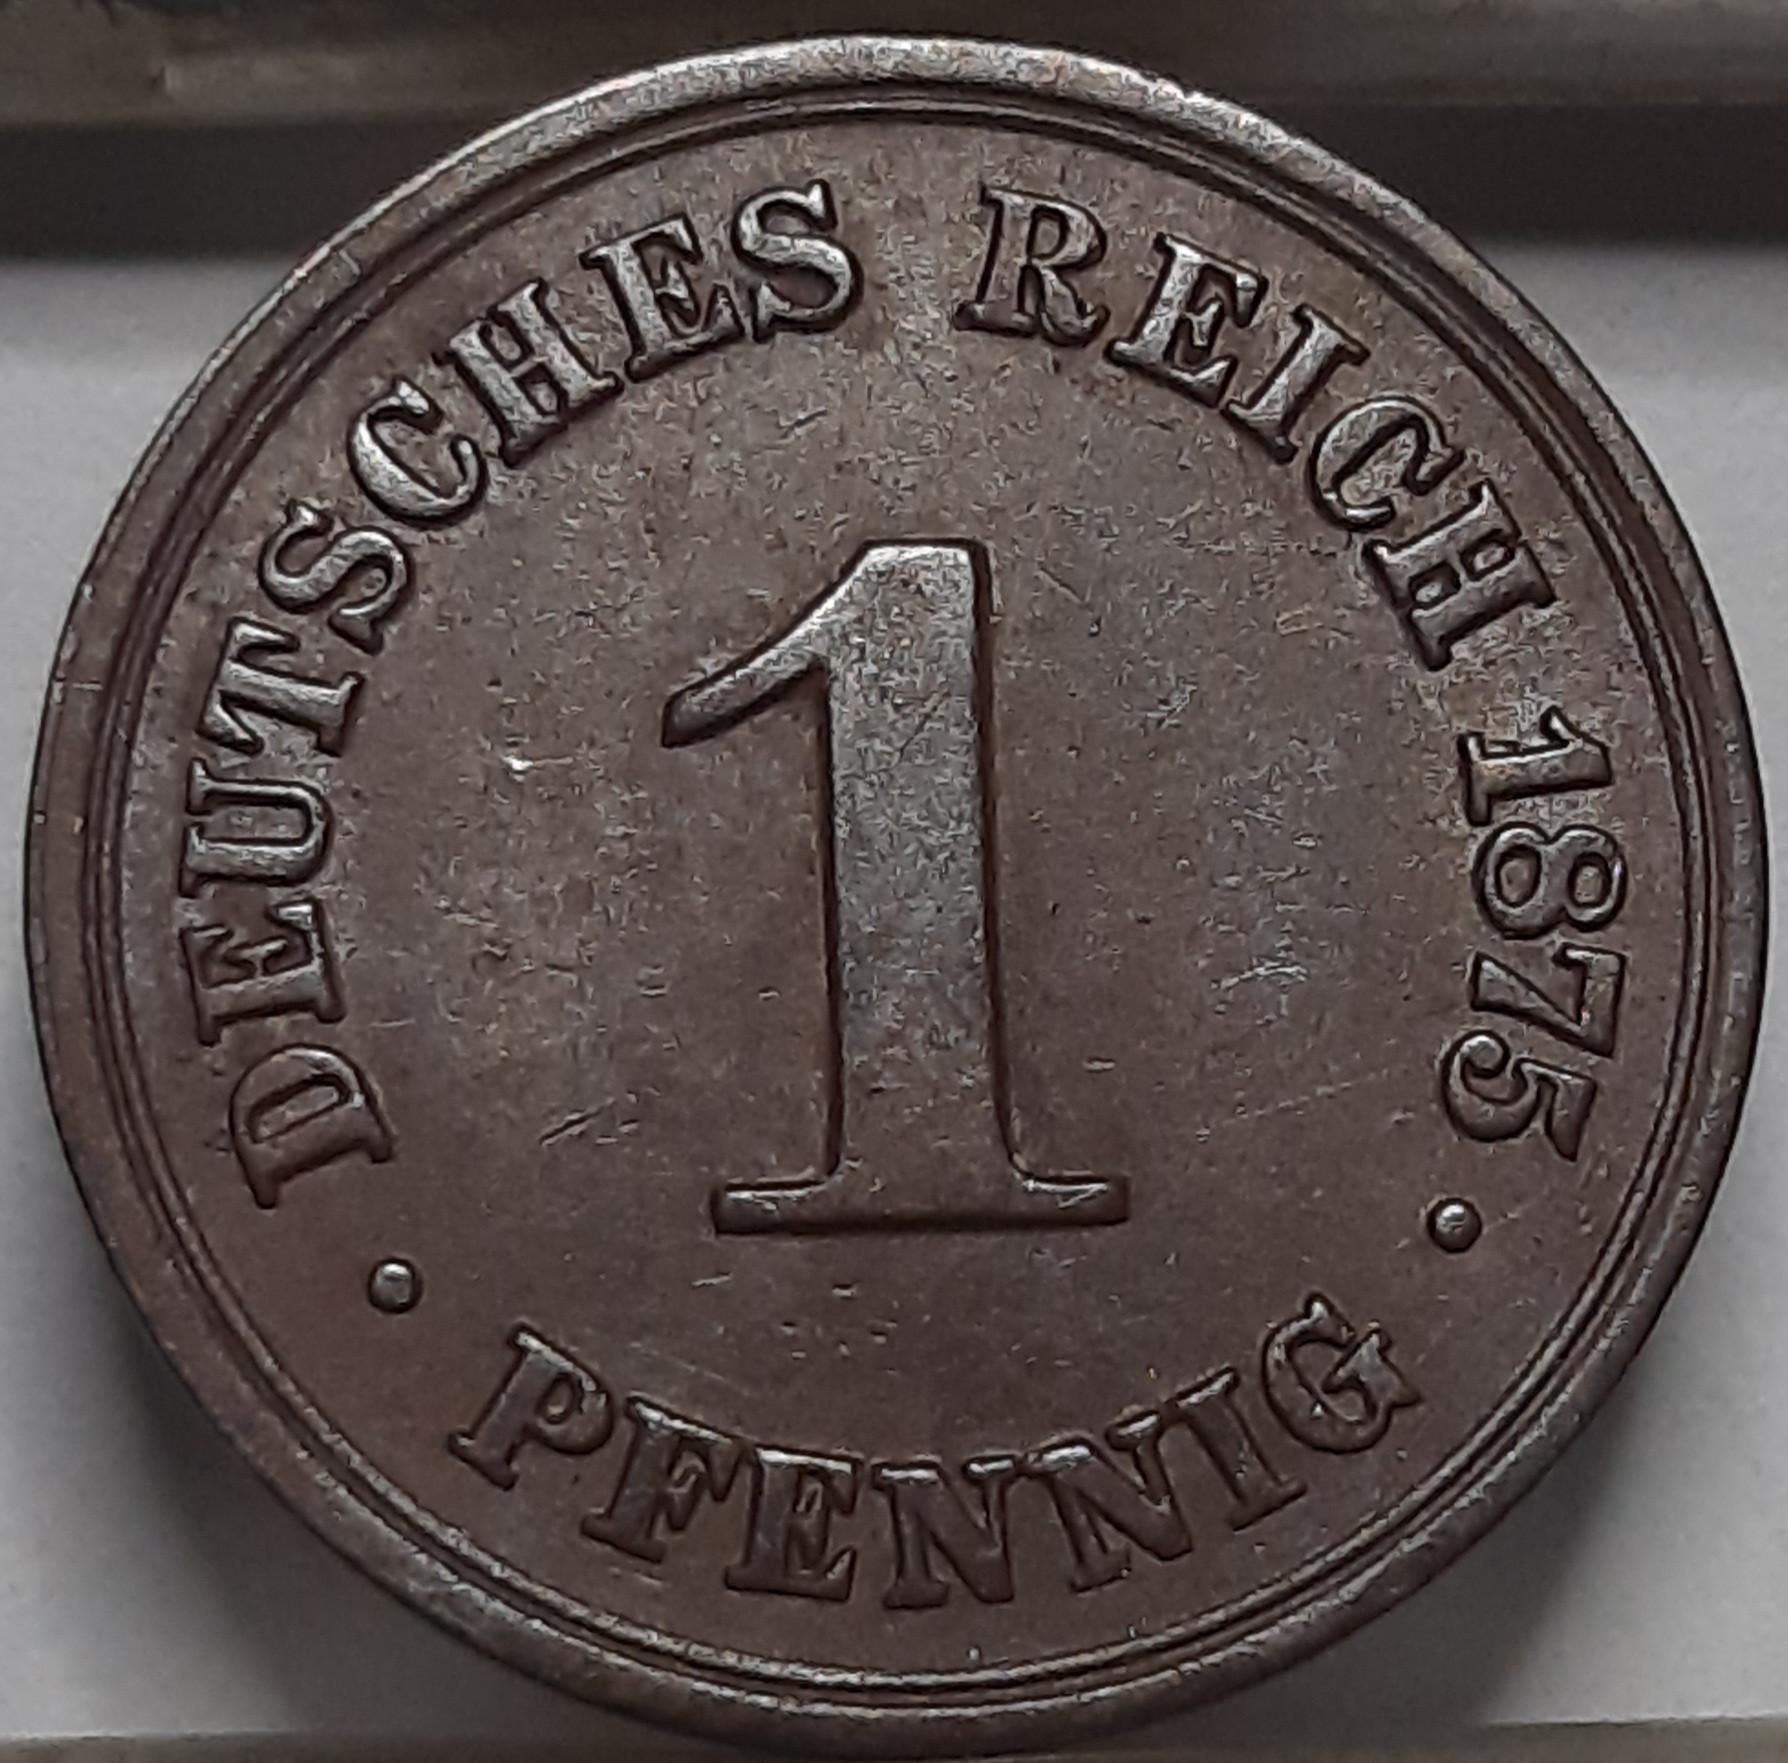 DEUTSCHES REICH 1875
1
• PFENNIG •